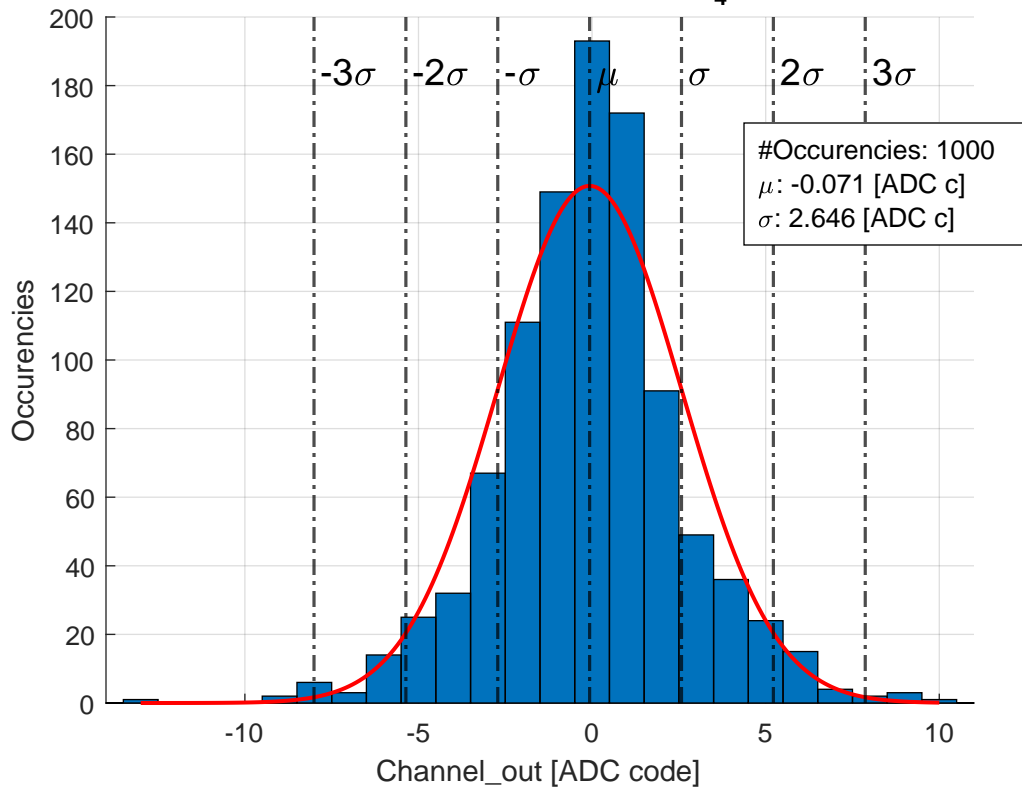 4
200
180
160
140
120
100
80
60
40
20
0
-3σ -2σ -σ μ σ 2σ 3σ
#Occurencies: 1000
μ: -0.071 [ADC c]
σ: 2.646 [ADC c]
Occurencies
-10 -5 0 5 10
Channel_out [ADC code]